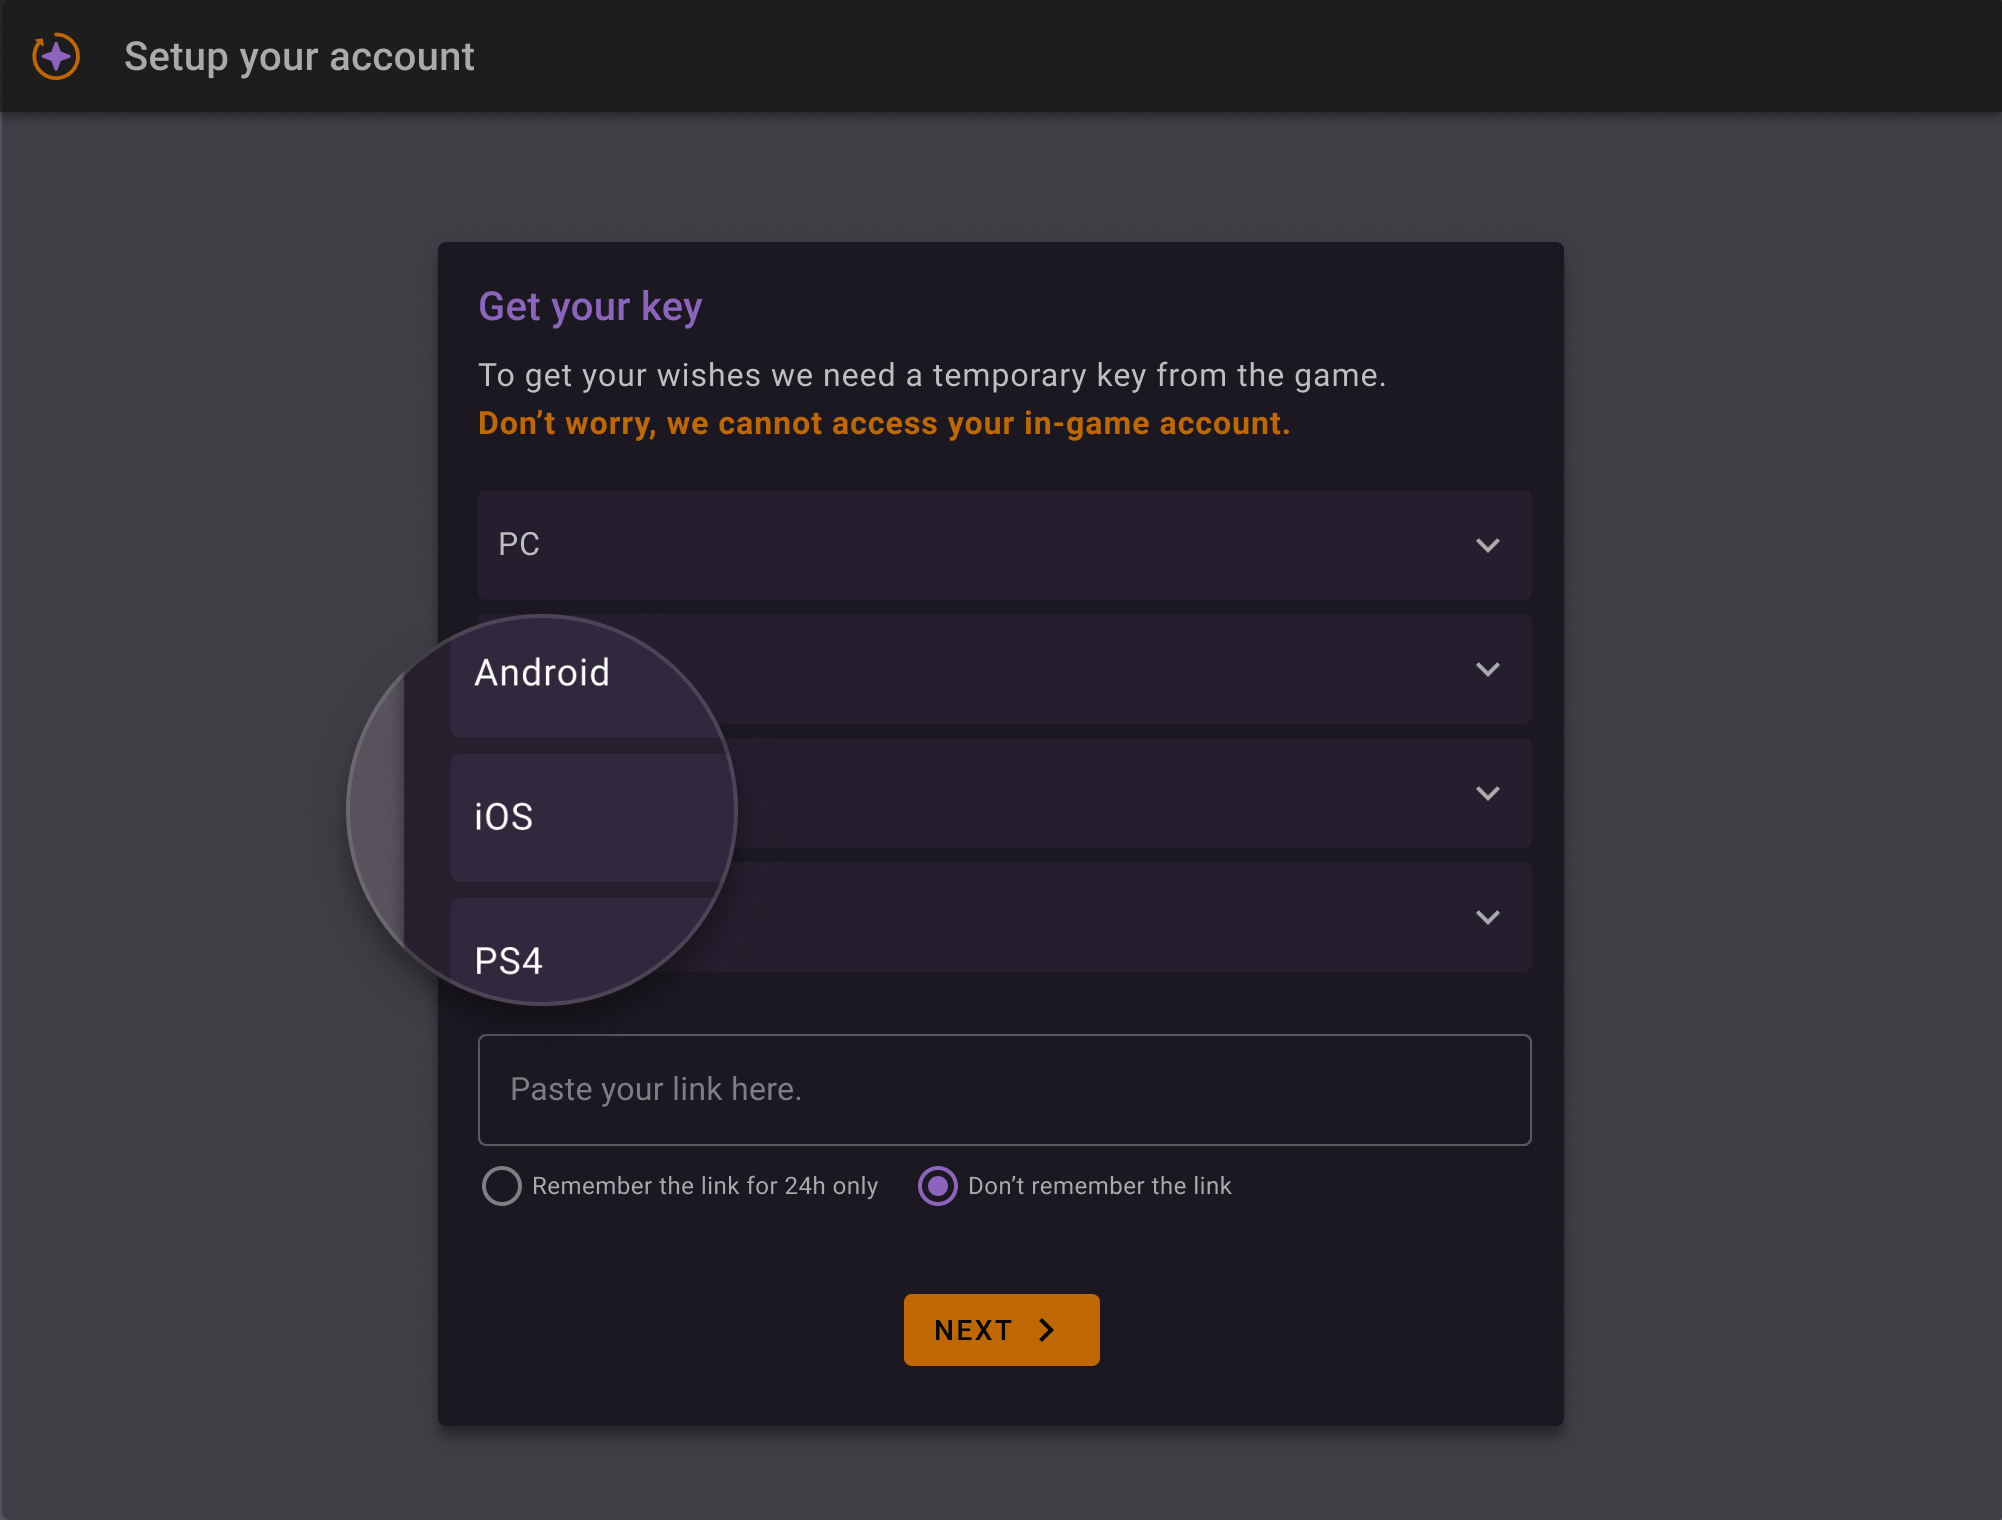 Setup your account
Get your key
To get your wishes we need a temporary key from the game.
Don’t worry, we cannot access your in-game account.
PC
Android
iOS
PS4
Paste your link here.
Remember the link for 24h only
Don’t remember the link
NEXT